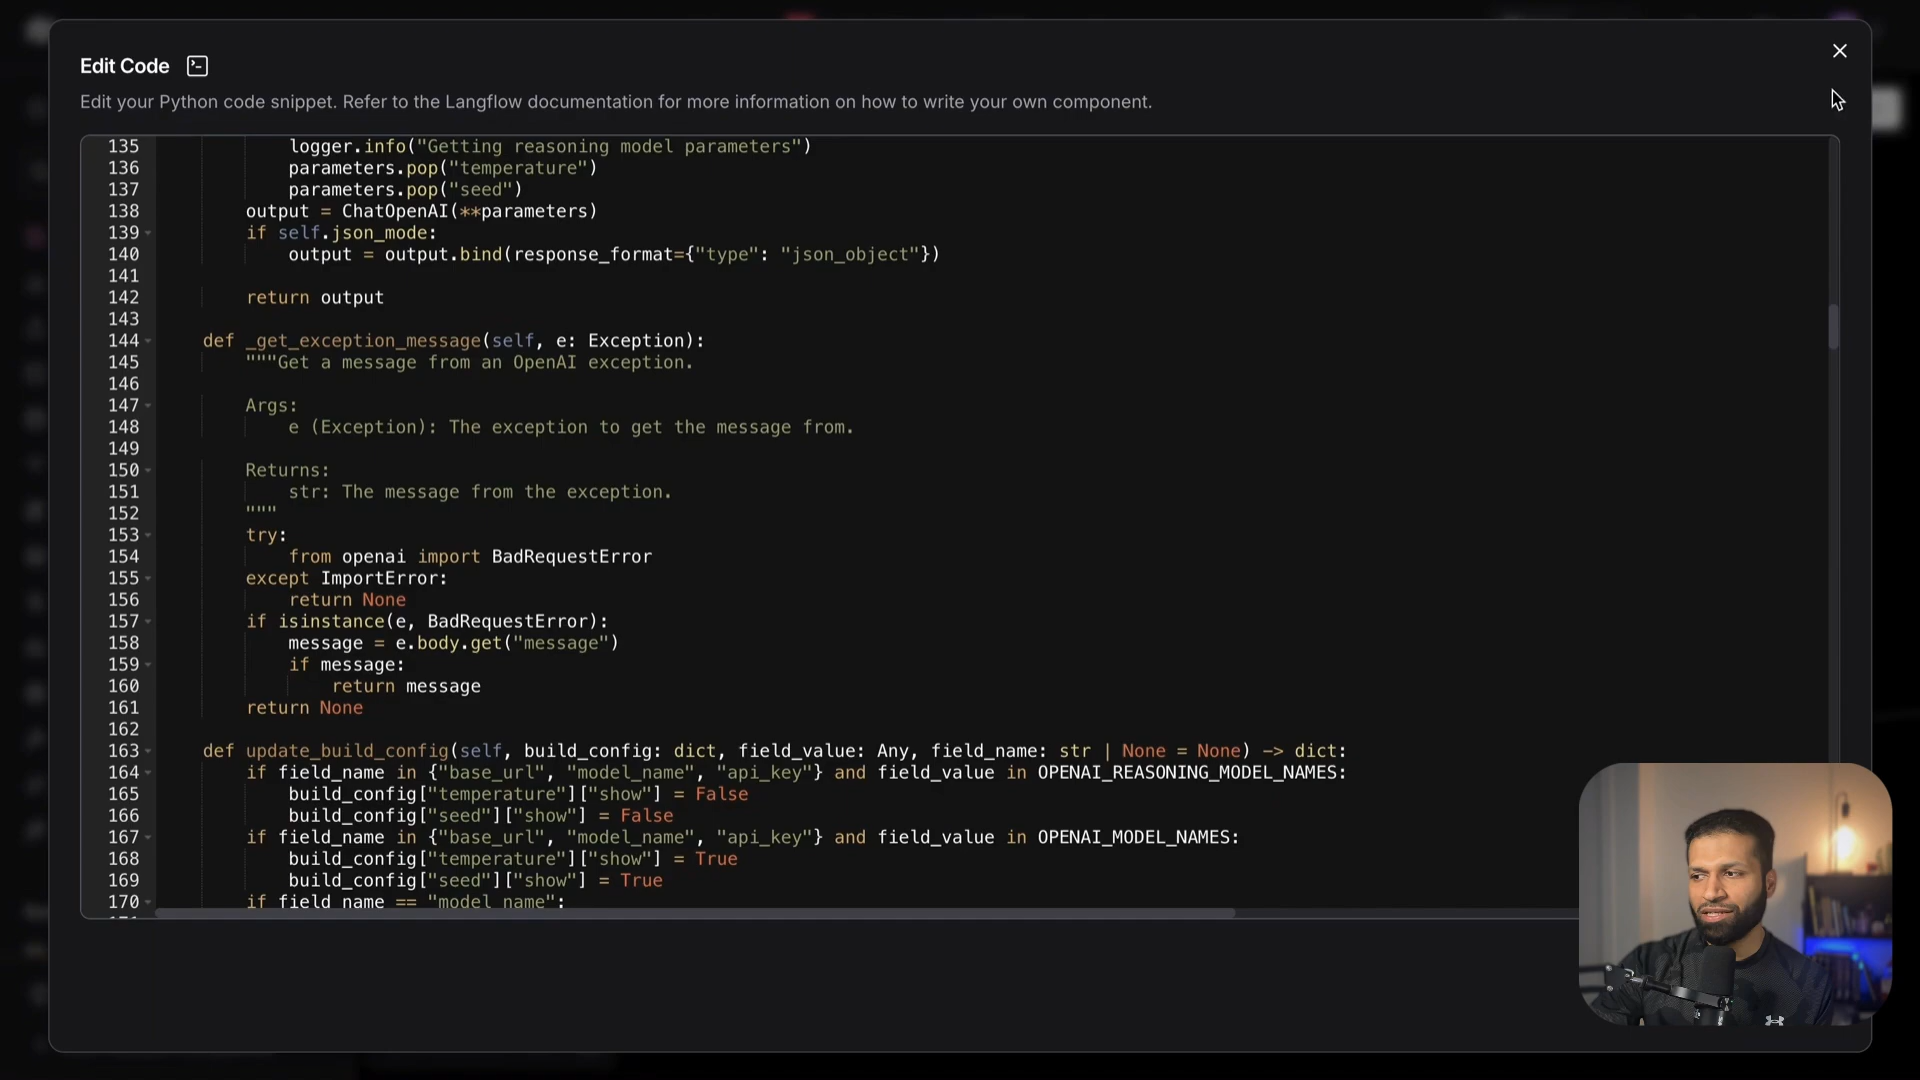 Edit Code
Edit your Python code snippet. Refer to the Langflow documentation for more information on how to write your own component.
135             logger.info("Getting reasoning model parameters")
136             parameters.pop("temperature")
137             parameters.pop("seed")
138         output = ChatOpenAI(**parameters)
139         if self.json_mode:
140             output = output.bind(response_format={"type": "json_object"})
141
142         return output
143
144     def _get_exception_message(self, e: Exception):
145         """Get a message from an OpenAI exception.
146
147         Args:
148             e (Exception): The exception to get the message from.
149
150         Returns:
151             str: The message from the exception.
152         """
153         try:
154             from openai import BadRequestError
155         except ImportError:
156             return None
157         if isinstance(e, BadRequestError):
158             message = e.body.get("message")
159             if message:
160                 return message
161         return None
162
163     def update_build_config(self, build_config: dict, field_value: Any, field_name: str | None = None) -> dict:
164         if field_name in {"base_url", "model_name", "api_key"} and field_value in OPENAI_REASONING_MODEL_NAMES:
165             build_config["temperature"]["show"] = False
166             build_config["seed"]["show"] = False
167         if field_name in {"base_url", "model_name", "api_key"} and field_value in OPENAI_MODEL_NAMES:
168             build_config["temperature"]["show"] = True
169             build_config["seed"]["show"] = True
170         if field_name == "model_name":